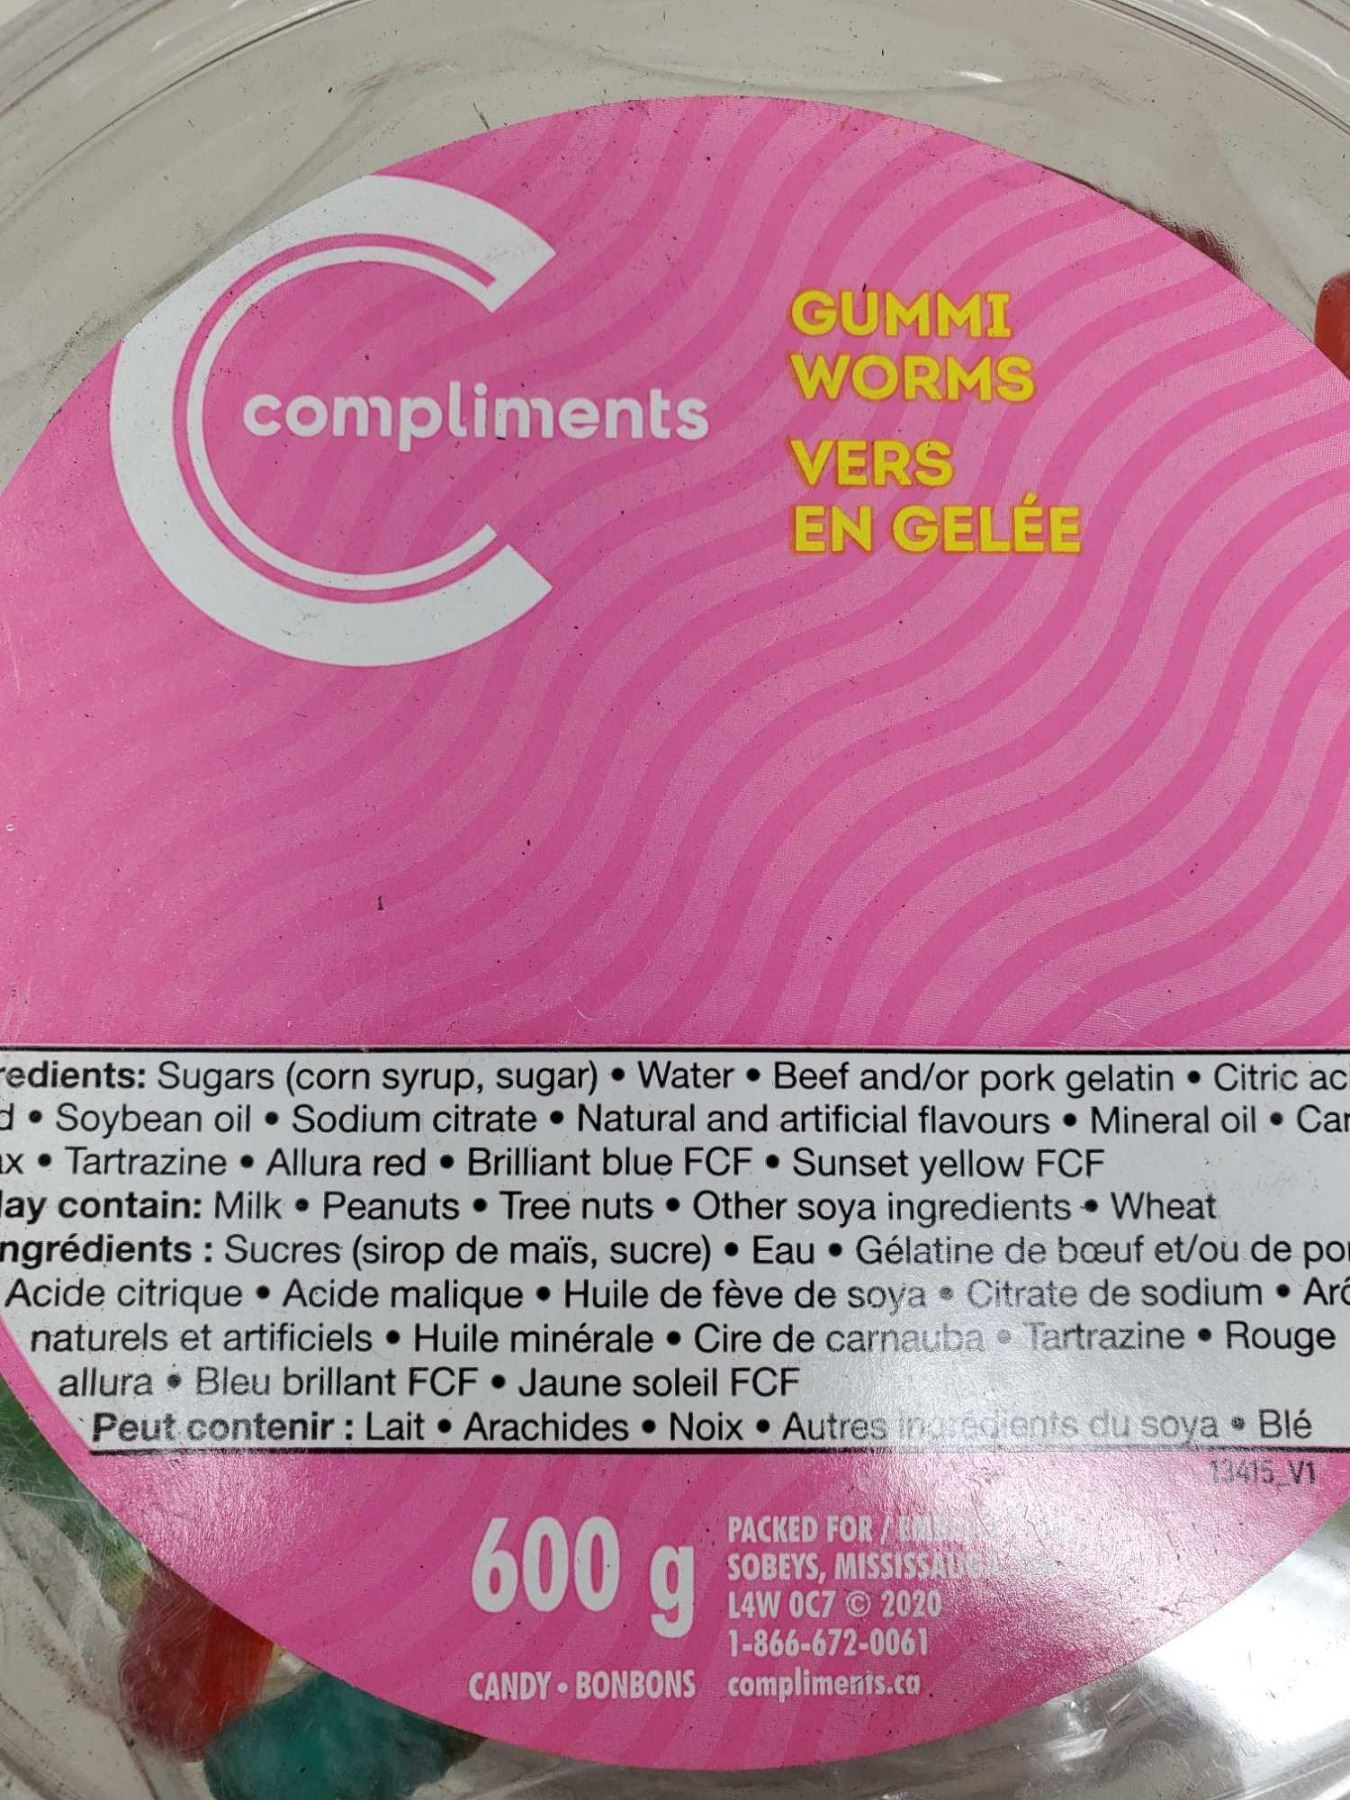 compliments
GUMMI
WORMS
VERS
EN GELÉE
redients: Sugars (corn syrup, sugar) • Water • Beef and/or pork gelatin • Citric aci
d • Soybean oil • Sodium citrate • Natural and artificial flavours • Mineral oil • Car
ax • Tartrazine • Allura red • Brilliant blue FCF • Sunset yellow FCF
ay contain: Milk • Peanuts • Tree nuts • Other soya ingredients • Wheat
ngrédients : Sucres (sirop de maïs, sucre) • Eau • Gélatine de bœuf et/ou de por
Acide citrique • Acide malique • Huile de fève de soya • Citrate de sodium • Arô
naturels et artificiels • Huile minérale • Cire de carnauba • Tartrazine • Rouge
allura • Bleu brillant FCF • Jaune soleil FCF
Peut contenir : Lait • Arachides • Noix • Autres ingrédients du soya • Blé
13415_V1
600 g
CANDY • BONBONS
PACKED FOR /
SOBEYS, MISSISSAUGA
L4W 0C7 © 2020
1-866-672-0061
compliments.ca